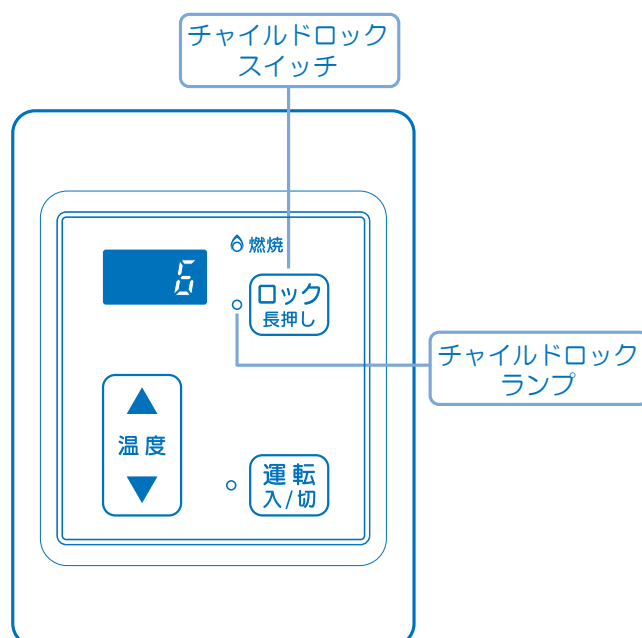 チャイルドロック
スイッチ
燃焼
6
ロック
長押し
チャイルドロック
ランプ
温度
運転
入/切